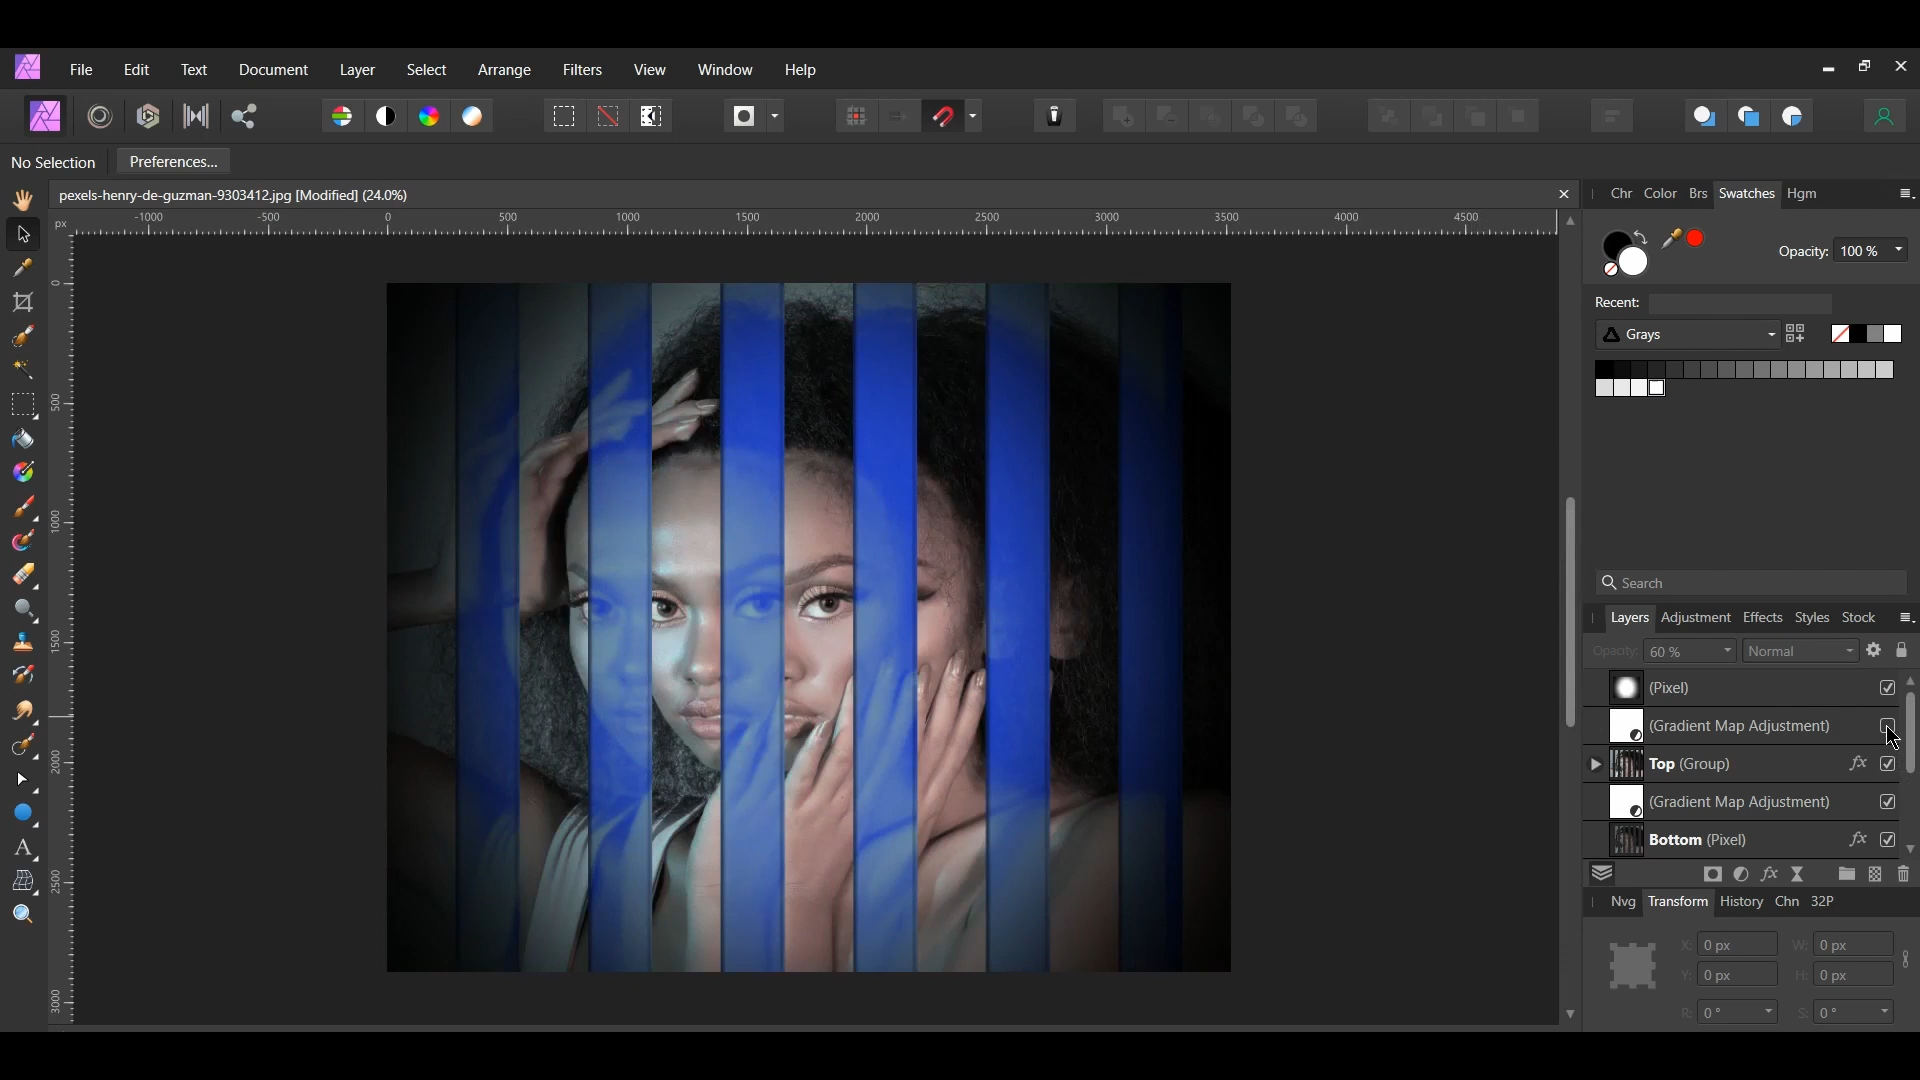 File Edit Text Document Layer Select Arrange Filters View Window Help
No Selection Preferences...
pexels-henry-de-guzman-9303412.jpg [Modified] (24.0%)
px -1000 -500 0 500 1000 1500 2000 2500 3000 3500 4000 4500
0
500
1000
1500
2000
2500
3000
Chr Color Brs Swatches Hgm
Opacity: 100 %
Recent:
Grays
Search
Layers Adjustment Effects Styles Stock
Opacity: 60 % Normal
(Pixel)
(Gradient Map Adjustment)
Top (Group) fx
(Gradient Map Adjustment)
Bottom (Pixel) fx
fx
Nvg Transform History Chn 32P
X: 0 px W: 0 px
Y: 0 px H: 0 px
R: 0 ° S: 0 °